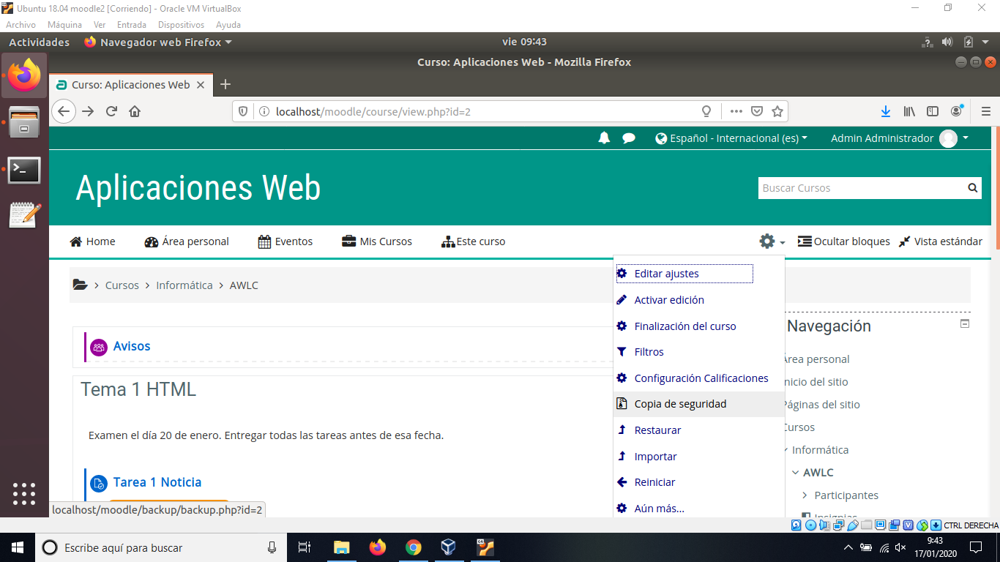 Ubuntu 18.04 moodle2 [Corriendo] - Oracle VM VirtualBox
Archivo Máquina Ver Entrada Dispositivos Ayuda
Actividades Navegador web Firefox vie 09:43
Curso: Aplicaciones Web - Mozilla Firefox
Curso: Aplicaciones Web
localhost/moodle/course/view.php?id=2
Español - Internacional (es) Admin Administrador
Aplicaciones Web
Buscar Cursos
Home Área personal Eventos Mis Cursos Este curso Ocultar bloques Vista estándar
Cursos Informática AWLC
Editar ajustes
Activar edición
Finalización del curso
Filtros
Configuración Calificaciones
Copia de seguridad
Restaurar
Importar
Reiniciar
Aún más...
Avisos
Tema 1 HTML
Examen el día 20 de enero. Entregar todas las tareas antes de esa fecha.
Tarea 1 Noticia
Navegación
Área personal
Inicio del sitio
Páginas del sitio
Cursos
Informática
AWLC
Participantes
Insignias
localhost/moodle/backup/backup.php?id=2
CTRL DERECHA
Escribe aquí para buscar
9:43
17/01/2020